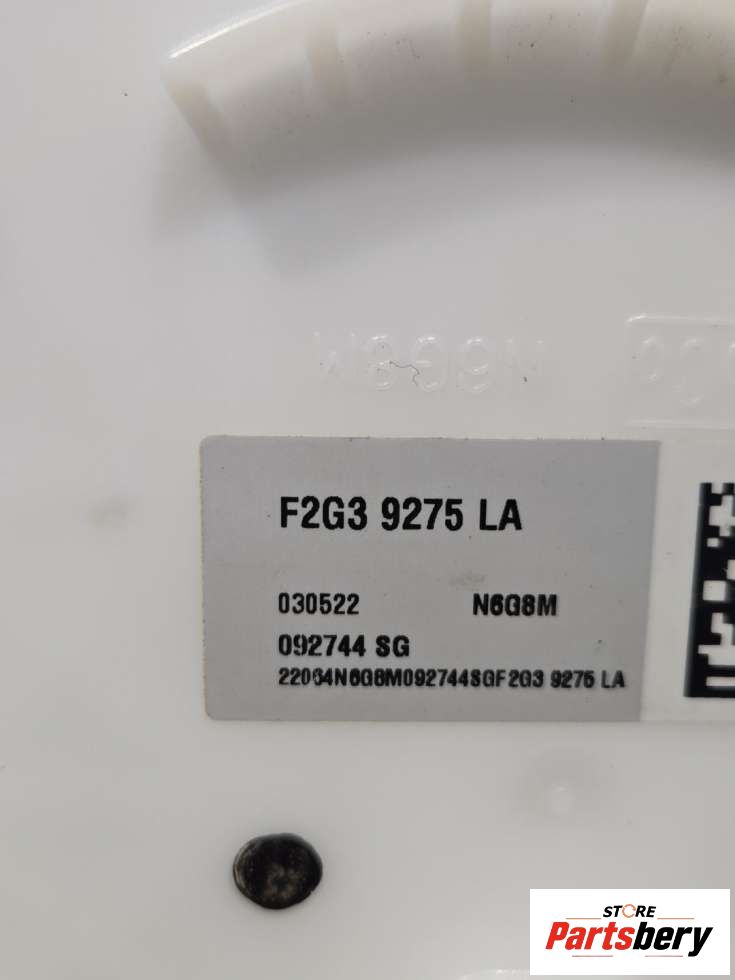 F2G3 9275 LA
030522 N6G8M
092744 SG
22064N6G8M092744SGF2G3 9275 LA
STORE
Partsbery